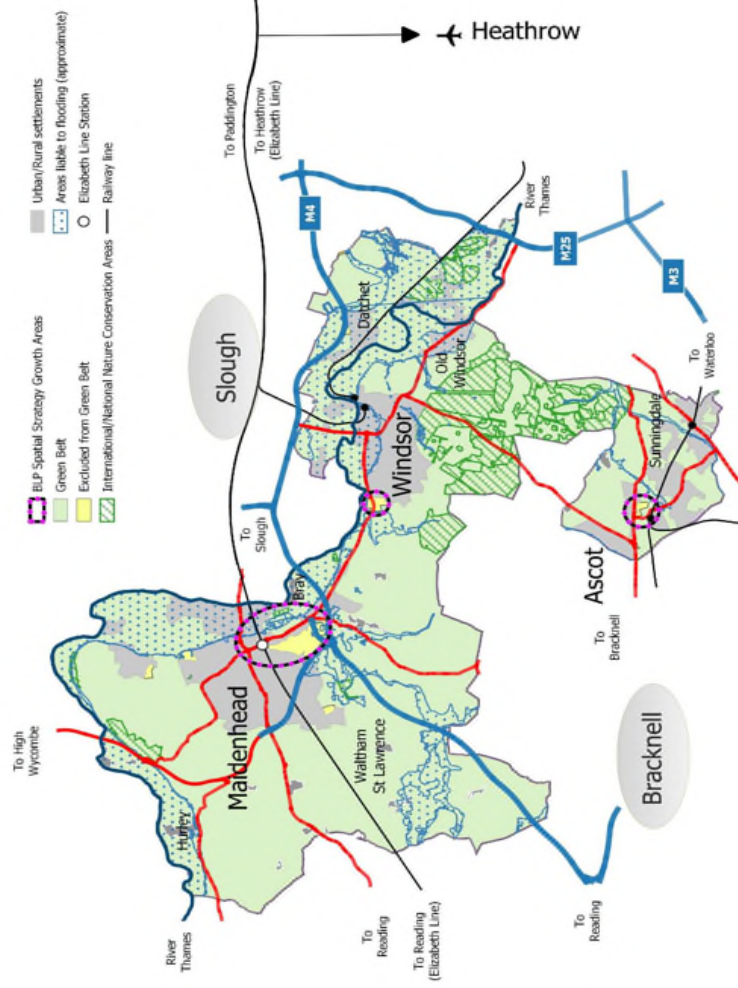 BLP Spatial Strategy Growth Areas
Green Belt
Excluded from Green Belt
International/National Nature Conservation Areas
Urban/Rural settlements
Areas liable to flooding (approximate)
Elizabeth Line Station
Railway line
To High
Wycombe
River
Thames
Hurley
Maidenhead
Bray
To
Slough
Slough
To Paddington
To Heathrow
(Elizabeth Line)
Heathrow
M4
Datchet
Windsor
Old
Windsor
River
Thames
M25
M3
Waltham
St Lawrence
To
Reading
To Reading
(Elizabeth Line)
To
Reading
Bracknell
To
Bracknell
Ascot
Sunningdale
To
Waterloo